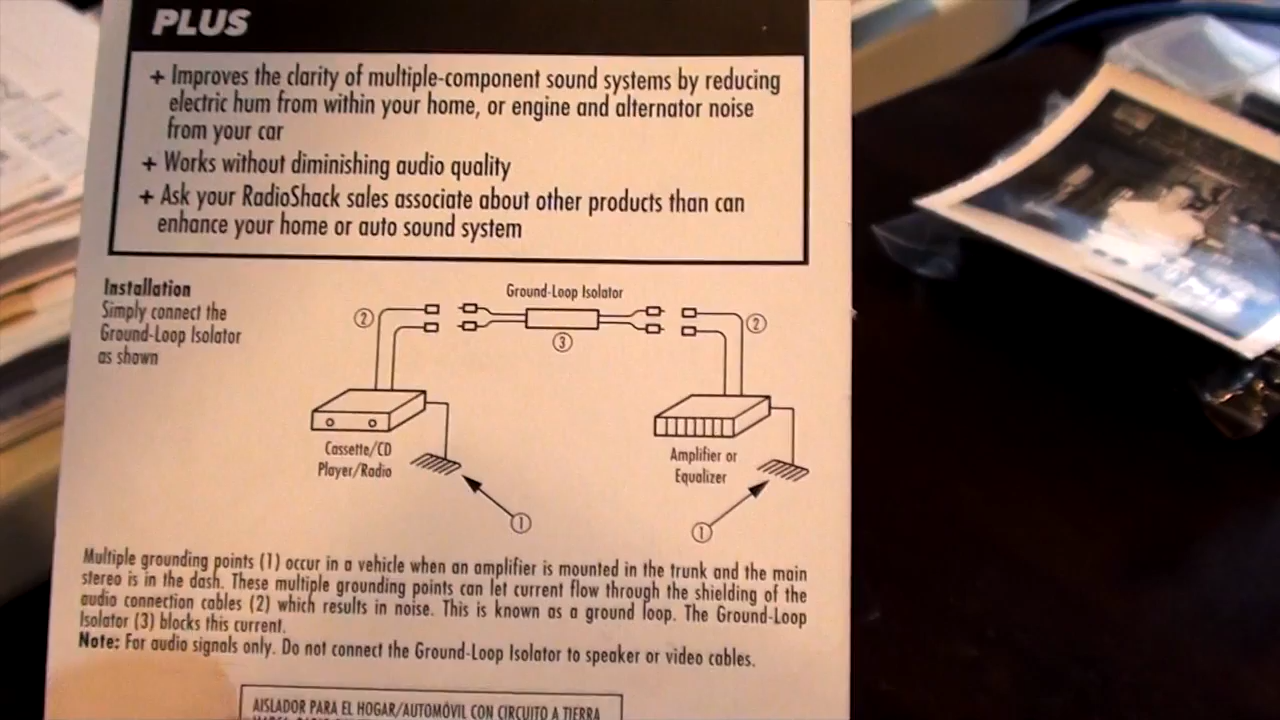 PLUS
+ Improves the clarity of multiple-component sound systems by reducing
electric hum from within your home, or engine and alternator noise
from your car
+ Works without diminishing audio quality
+ Ask your RadioShack sales associate about other products than can
enhance your home or auto sound system
Installation
Simply connect the
Ground-Loop Isolator
as shown
Ground-Loop Isolator
2
3
2
Cassette/CD
Player/Radio
Amplifier or
Equalizer
1
1
Multiple grounding points (1) occur in a vehicle when an amplifier is mounted in the trunk and the main
stereo is in the dash. These multiple grounding points can let current flow through the shielding of the
audio connection cables (2) which results in noise. This is known as a ground loop. The Ground-Loop
Isolator (3) blocks this current.
Note: For audio signals only. Do not connect the Ground-Loop Isolator to speaker or video cables.
AISLADOR PARA EL HOGAR/AUTOMÓVIL CON CIRCUITO A TIERRA